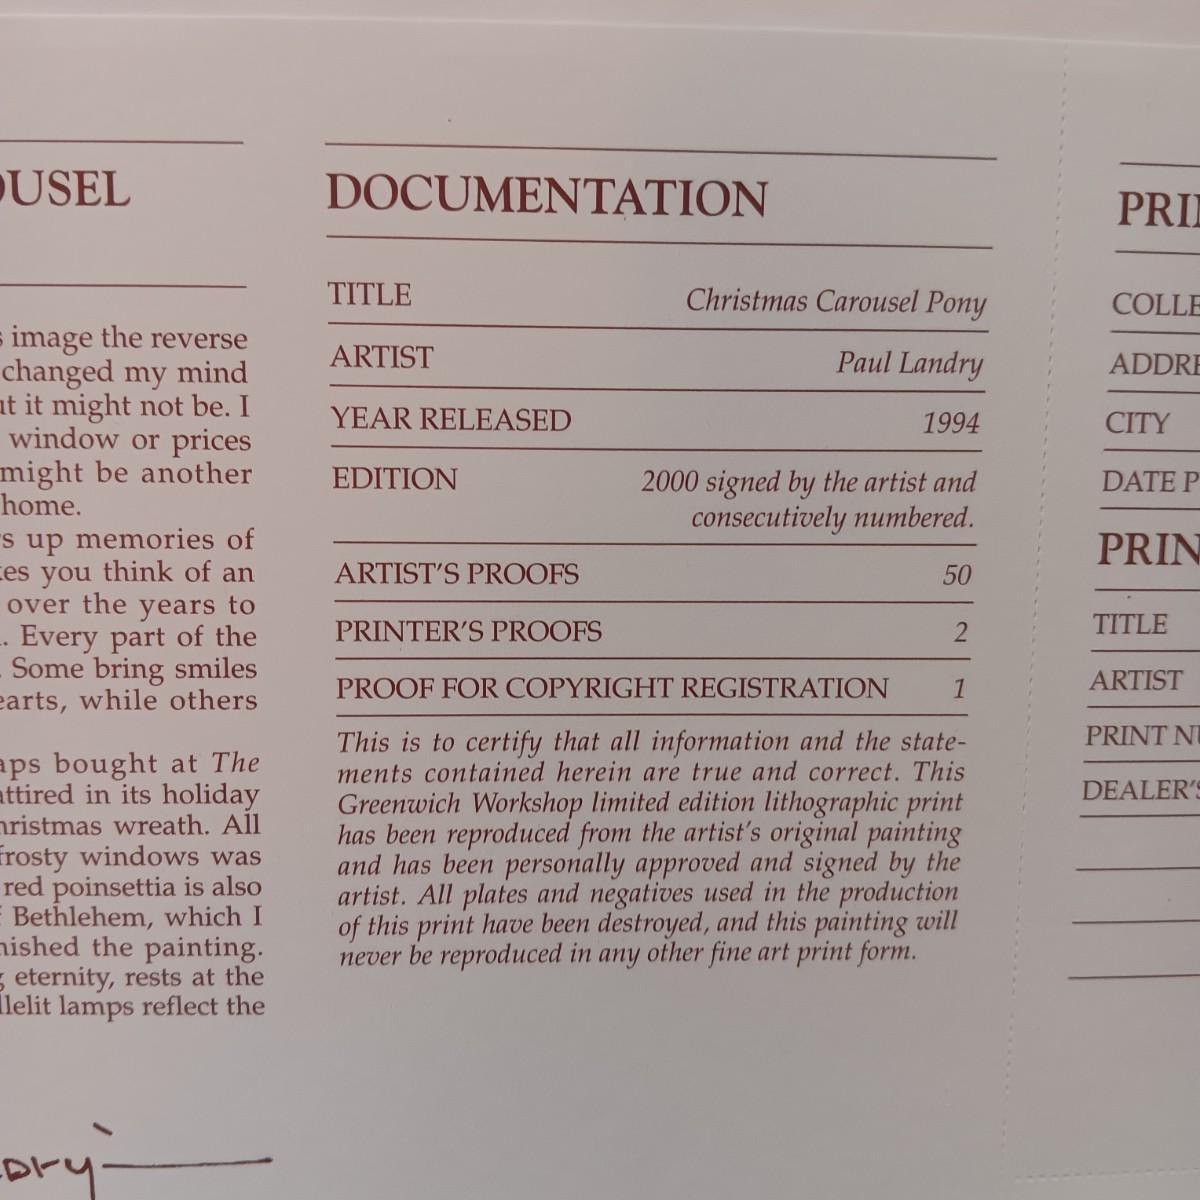 OUSEL
image the reverse
changed my mind
it might not be. I
window or prices
might be another
home.
up memories of
you think of an
over the years to
. Every part of the
. Some bring smiles
hearts, while others
bought at The
attired in its holiday
Christmas wreath. All
frosty windows was
red poinsettia is also
Bethlehem, which I
the painting.
eternity, rests at the
lamps reflect the
DOCUMENTATION
TITLE Christmas Carousel Pony
ARTIST Paul Landry
YEAR RELEASED 1994
EDITION 2000 signed by the artist and
consecutively numbered.
ARTIST'S PROOFS 50
PRINTER'S PROOFS 2
PROOF FOR COPYRIGHT REGISTRATION 1
This is to certify that all information and the state-
ments contained herein are true and correct. This
Greenwich Workshop limited edition lithographic print
has been reproduced from the artist's original painting
and has been personally approved and signed by the
artist. All plates and negatives used in the production
of this print have been destroyed, and this painting will
never be reproduced in any other fine art print form.
PRI
COLLE
ADDRE
CITY
DATE P
PRIN
TITLE
ARTIST
PRINT NU
DEALER'S